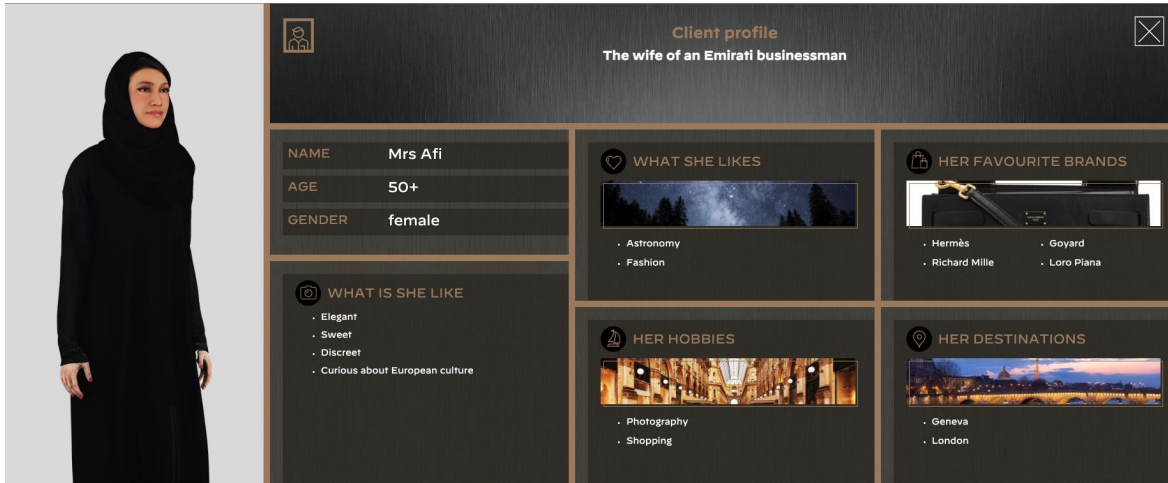 Client profile
The wife of an Emirati businessman
NAME Mrs Afi
AGE 50+
GENDER female
WHAT IS SHE LIKE
• Elegant
• Sweet
• Discreet
• Curious about European culture
WHAT SHE LIKES
• Astronomy
• Fashion
HER FAVOURITE BRANDS
• Hermès
• Richard Mille
• Goyard
• Loro Piana
HER HOBBIES
• Photography
• Shopping
HER DESTINATIONS
• Geneva
• London